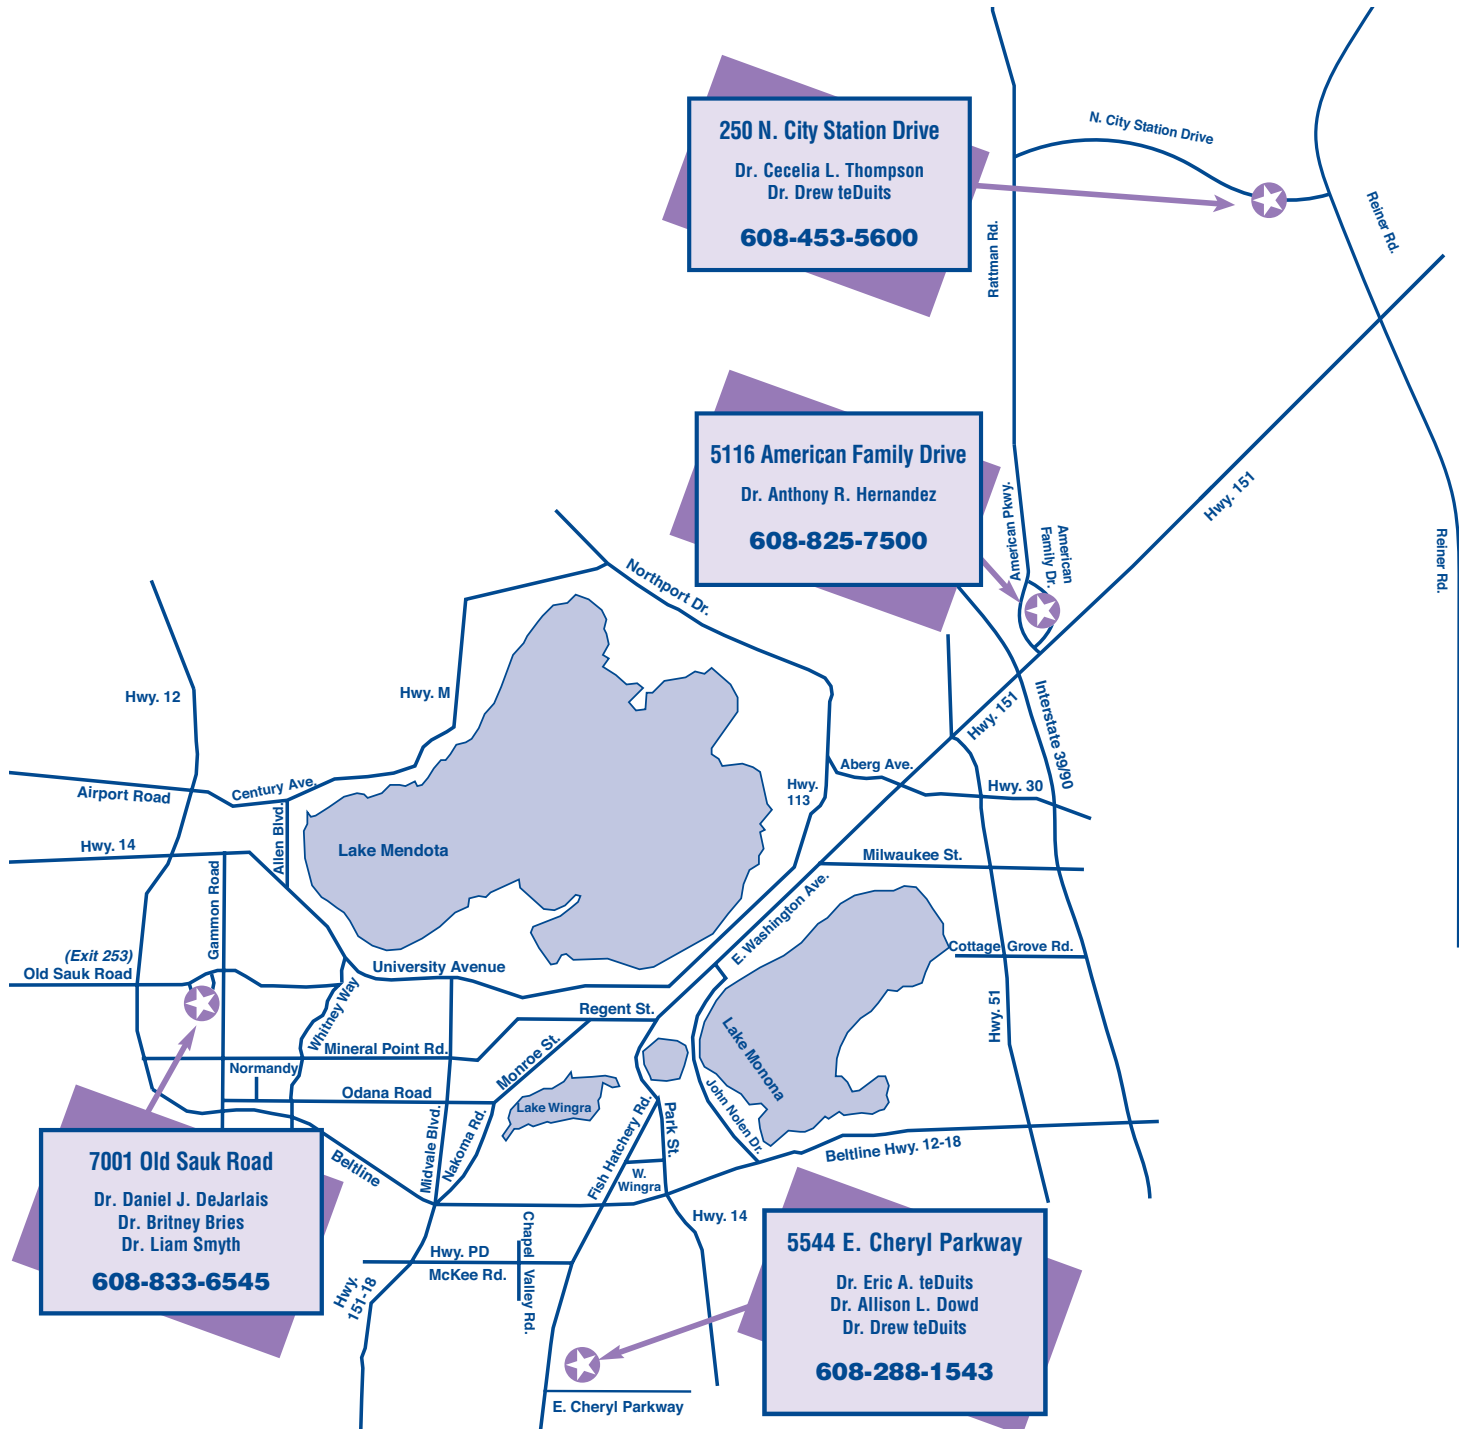 N. City Station Drive
250 N. City Station Drive
Dr. Cecelia L. Thompson
Dr. Drew teDuits
608-453-5600
Rattman Rd.
Reiner Rd.
5116 American Family Drive
Dr. Anthony R. Hernandez
608-825-7500
American Pkwy.
American
Family Dr.
Hwy. 151
Reiner Rd.
Northport Dr.
Hwy. 12
Hwy. M
Hwy. 151
Interstate 39/90
Airport Road
Century Ave.
Allen Blvd.
Hwy.
113
Aberg Ave.
Hwy. 30
Hwy. 14
Lake Mendota
Milwaukee St.
Gammon Road
E. Washington Ave.
(Exit 253)
Old Sauk Road
University Avenue
Cottage Grove Rd.
Whitney Way
Regent St.
Hwy. 51
Mineral Point Rd.
Monroe St.
Lake Monona
Normandy
Odana Road
Lake Wingra
John Nolen Dr.
Midvale Blvd.
Nakoma Rd.
Fish Hatchery Rd.
Park St.
Beltline
W.
Wingra
Beltline Hwy. 12-18
7001 Old Sauk Road
Dr. Daniel J. DeJarlais
Dr. Britney Bries
Dr. Liam Smyth
608-833-6545
Hwy. 14
Chapel Valley Rd.
Hwy. PD
McKee Rd.
Hwy.
151-18
5544 E. Cheryl Parkway
Dr. Eric A. teDuits
Dr. Allison L. Dowd
Dr. Drew teDuits
608-288-1543
E. Cheryl Parkway